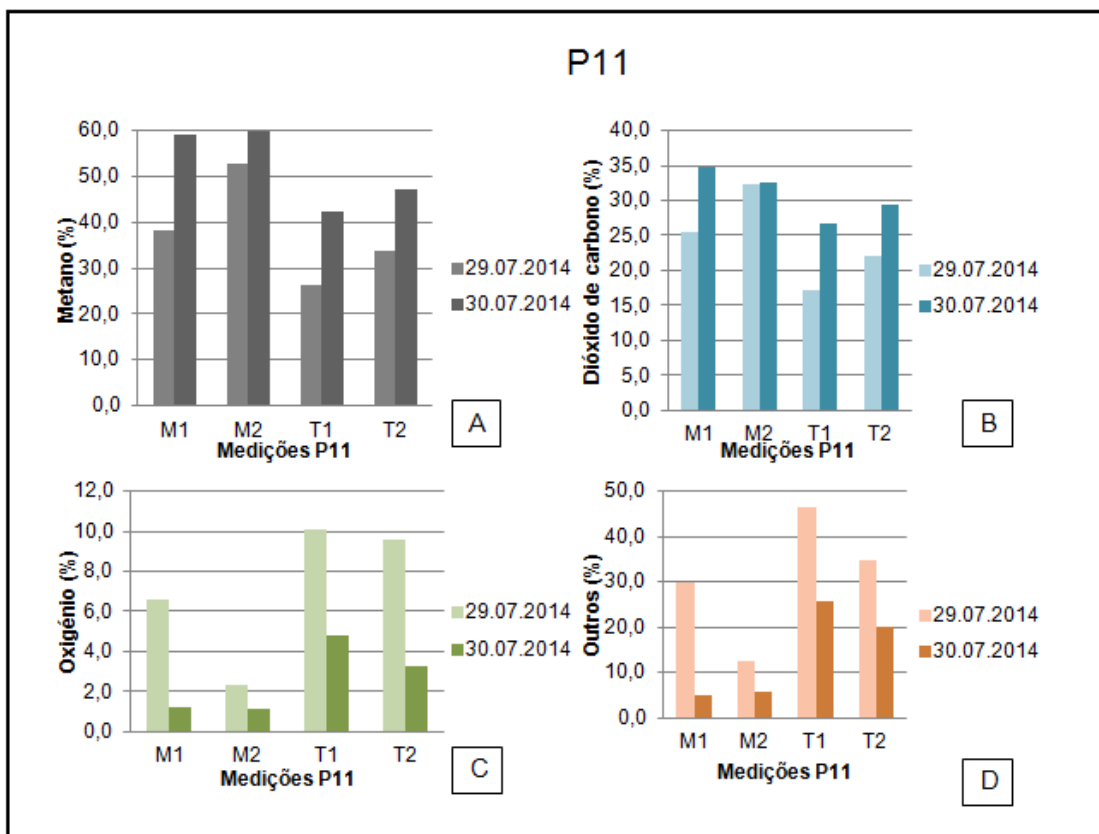 P11
60,0
50,0
40,0
30,0
20,0
10,0
0,0
Metano (%)
M1 M2 T1 T2
Medições P11
29.07.2014
30.07.2014
A
40,0
35,0
30,0
25,0
20,0
15,0
10,0
5,0
0,0
Dióxido de carbono (%)
M1 M2 T1 T2
Medições P11
29.07.2014
30.07.2014
B
12,0
10,0
8,0
6,0
4,0
2,0
0,0
Oxigénio (%)
M1 M2 T1 T2
Medições P11
29.07.2014
30.07.2014
C
50,0
40,0
30,0
20,0
10,0
0,0
Outros (%)
M1 M2 T1 T2
Medições P11
29.07.2014
30.07.2014
D